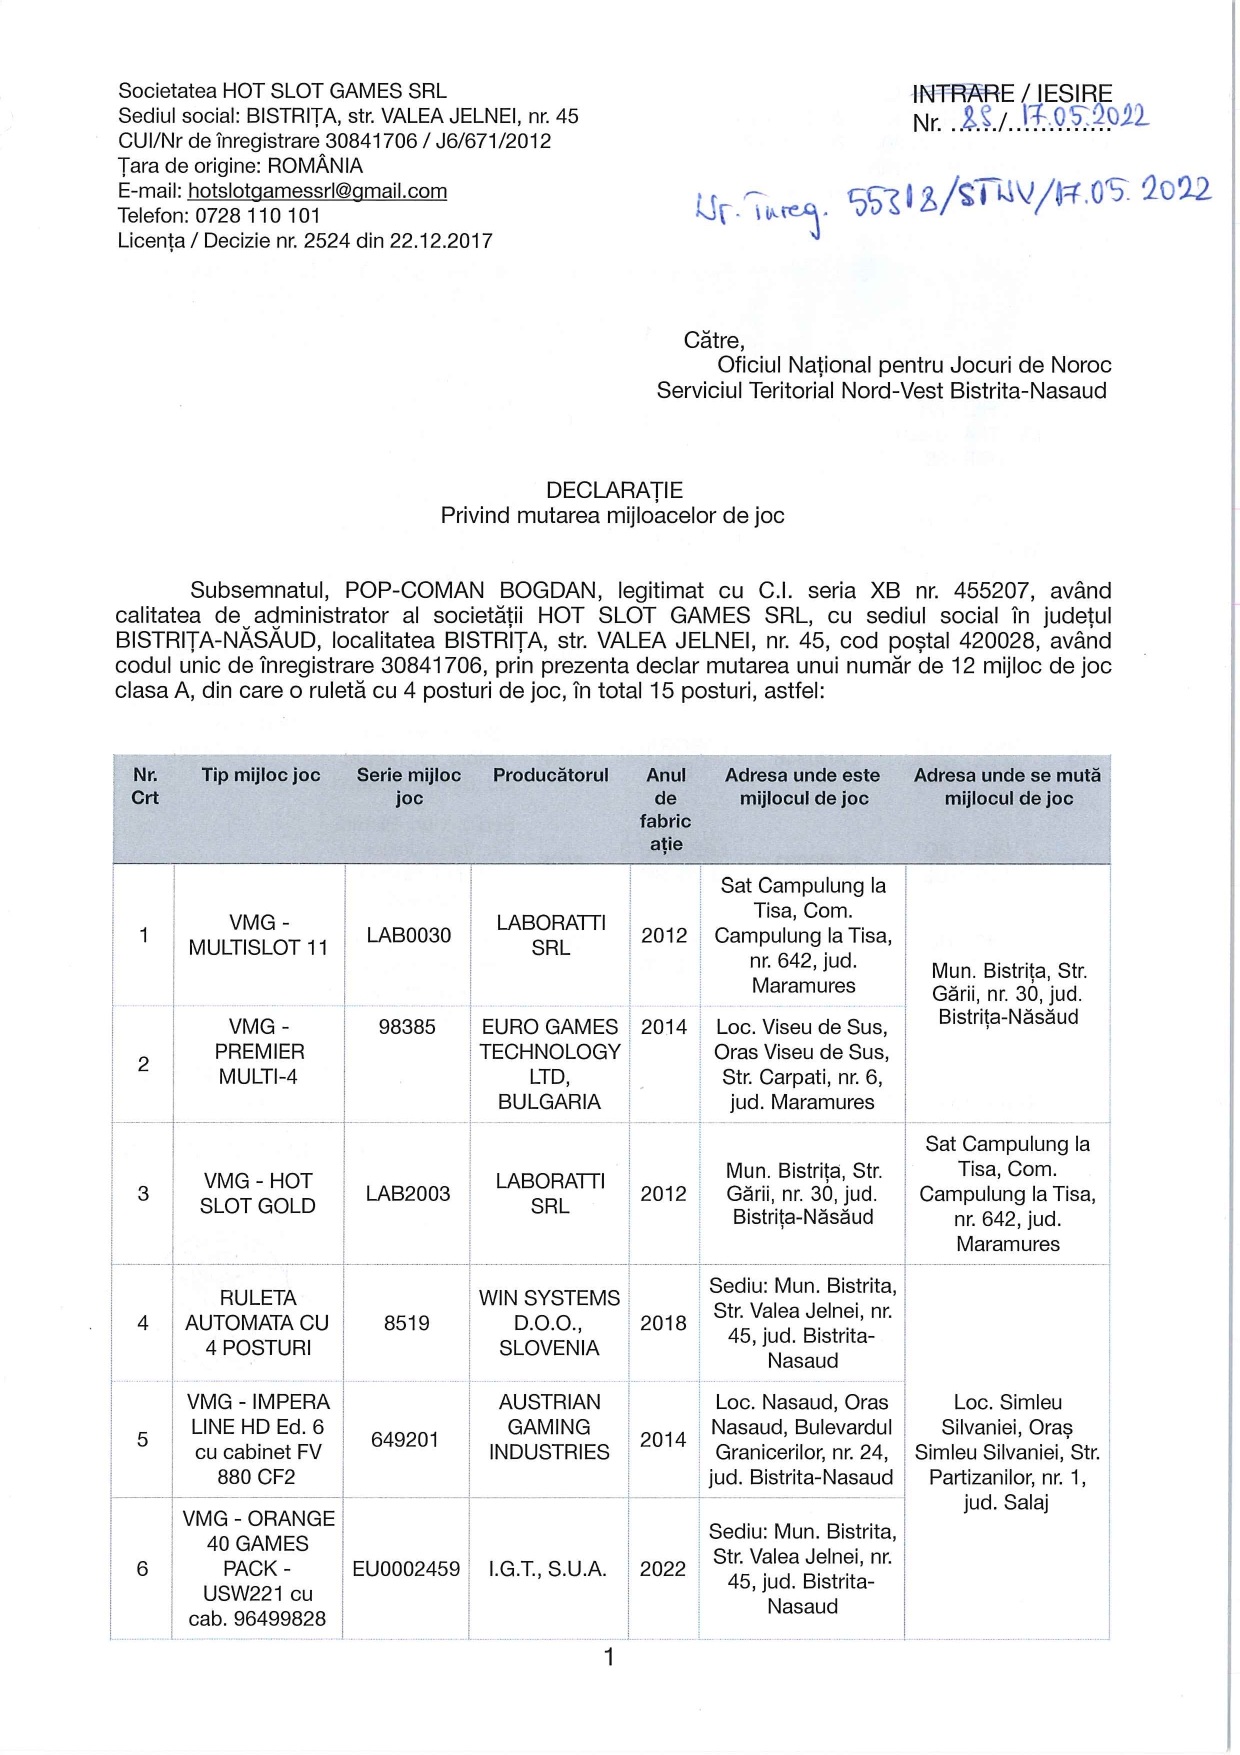 Societatea HOT SLOT GAMES SRL
Sediul social: BISTRIȚA, str. VALEA JELNEI, nr. 45
CUI/Nr de înregistrare 30841706 / J6/671/2012
Țara de origine: ROMÂNIA
E-mail: hotslotgamessrl@gmail.com
Telefon: 0728 110 101
Licența / Decizie nr. 2524 din 22.12.2017
INTRARE / IESIRE
Nr. ...../ 17.05.2022
Nr. Înreg. 55318/STNV/17.05.2022
Către,
Oficiul Național pentru Jocuri de Noroc
Serviciul Teritorial Nord-Vest Bistrita-Nasaud
DECLARAȚIE
Privind mutarea mijloacelor de joc
Subsemnatul, POP-COMAN BOGDAN, legitimat cu C.I. seria XB nr. 455207, având
calitatea de administrator al societății HOT SLOT GAMES SRL, cu sediul social în județul
BISTRIȚA-NĂSĂUD, localitatea BISTRIȚA, str. VALEA JELNEI, nr. 45, cod poștal 420028, având
codul unic de înregistrare 30841706, prin prezenta declar mutarea unui număr de 12 mijloc de joc
clasa A, din care o ruletă cu 4 posturi de joc, în total 15 posturi, astfel:
Nr. Crt
Tip mijloc joc
Serie mijloc joc
Producătorul
Anul de fabric ație
Adresa unde este mijlocul de joc
Adresa unde se mută mijlocul de joc
1
VMG -
MULTISLOT 11
LAB0030
LABORATTI
SRL
2012
Sat Campulung la
Tisa, Com.
Campulung la Tisa,
nr. 642, jud.
Maramures
Mun. Bistrița, Str.
Gării, nr. 30, jud.
Bistrița-Năsăud
2
VMG -
PREMIER
MULTI-4
98385
EURO GAMES
TECHNOLOGY
LTD,
BULGARIA
2014
Loc. Viseu de Sus,
Oras Viseu de Sus,
Str. Carpati, nr. 6,
jud. Maramures
3
VMG - HOT
SLOT GOLD
LAB2003
LABORATTI
SRL
2012
Mun. Bistrița, Str.
Gării, nr. 30, jud.
Bistrița-Năsăud
Sat Campulung la
Tisa, Com.
Campulung la Tisa,
nr. 642, jud.
Maramures
4
RULETA
AUTOMATA CU
4 POSTURI
8519
WIN SYSTEMS
D.O.O.,
SLOVENIA
2018
Sediu: Mun. Bistrita,
Str. Valea Jelnei, nr.
45, jud. Bistrita-
Nasaud
Loc. Simleu
Silvaniei, Oraș
Simleu Silvaniei, Str.
Partizanilor, nr. 1,
jud. Salaj
5
VMG - IMPERA
LINE HD Ed. 6
cu cabinet FV
880 CF2
649201
AUSTRIAN
GAMING
INDUSTRIES
2014
Loc. Nasaud, Oras
Nasaud, Bulevardul
Granicerilor, nr. 24,
jud. Bistrita-Nasaud
6
VMG - ORANGE
40 GAMES
PACK -
USW221 cu
cab. 96499828
EU0002459
I.G.T., S.U.A.
2022
Sediu: Mun. Bistrita,
Str. Valea Jelnei, nr.
45, jud. Bistrita-
Nasaud
1